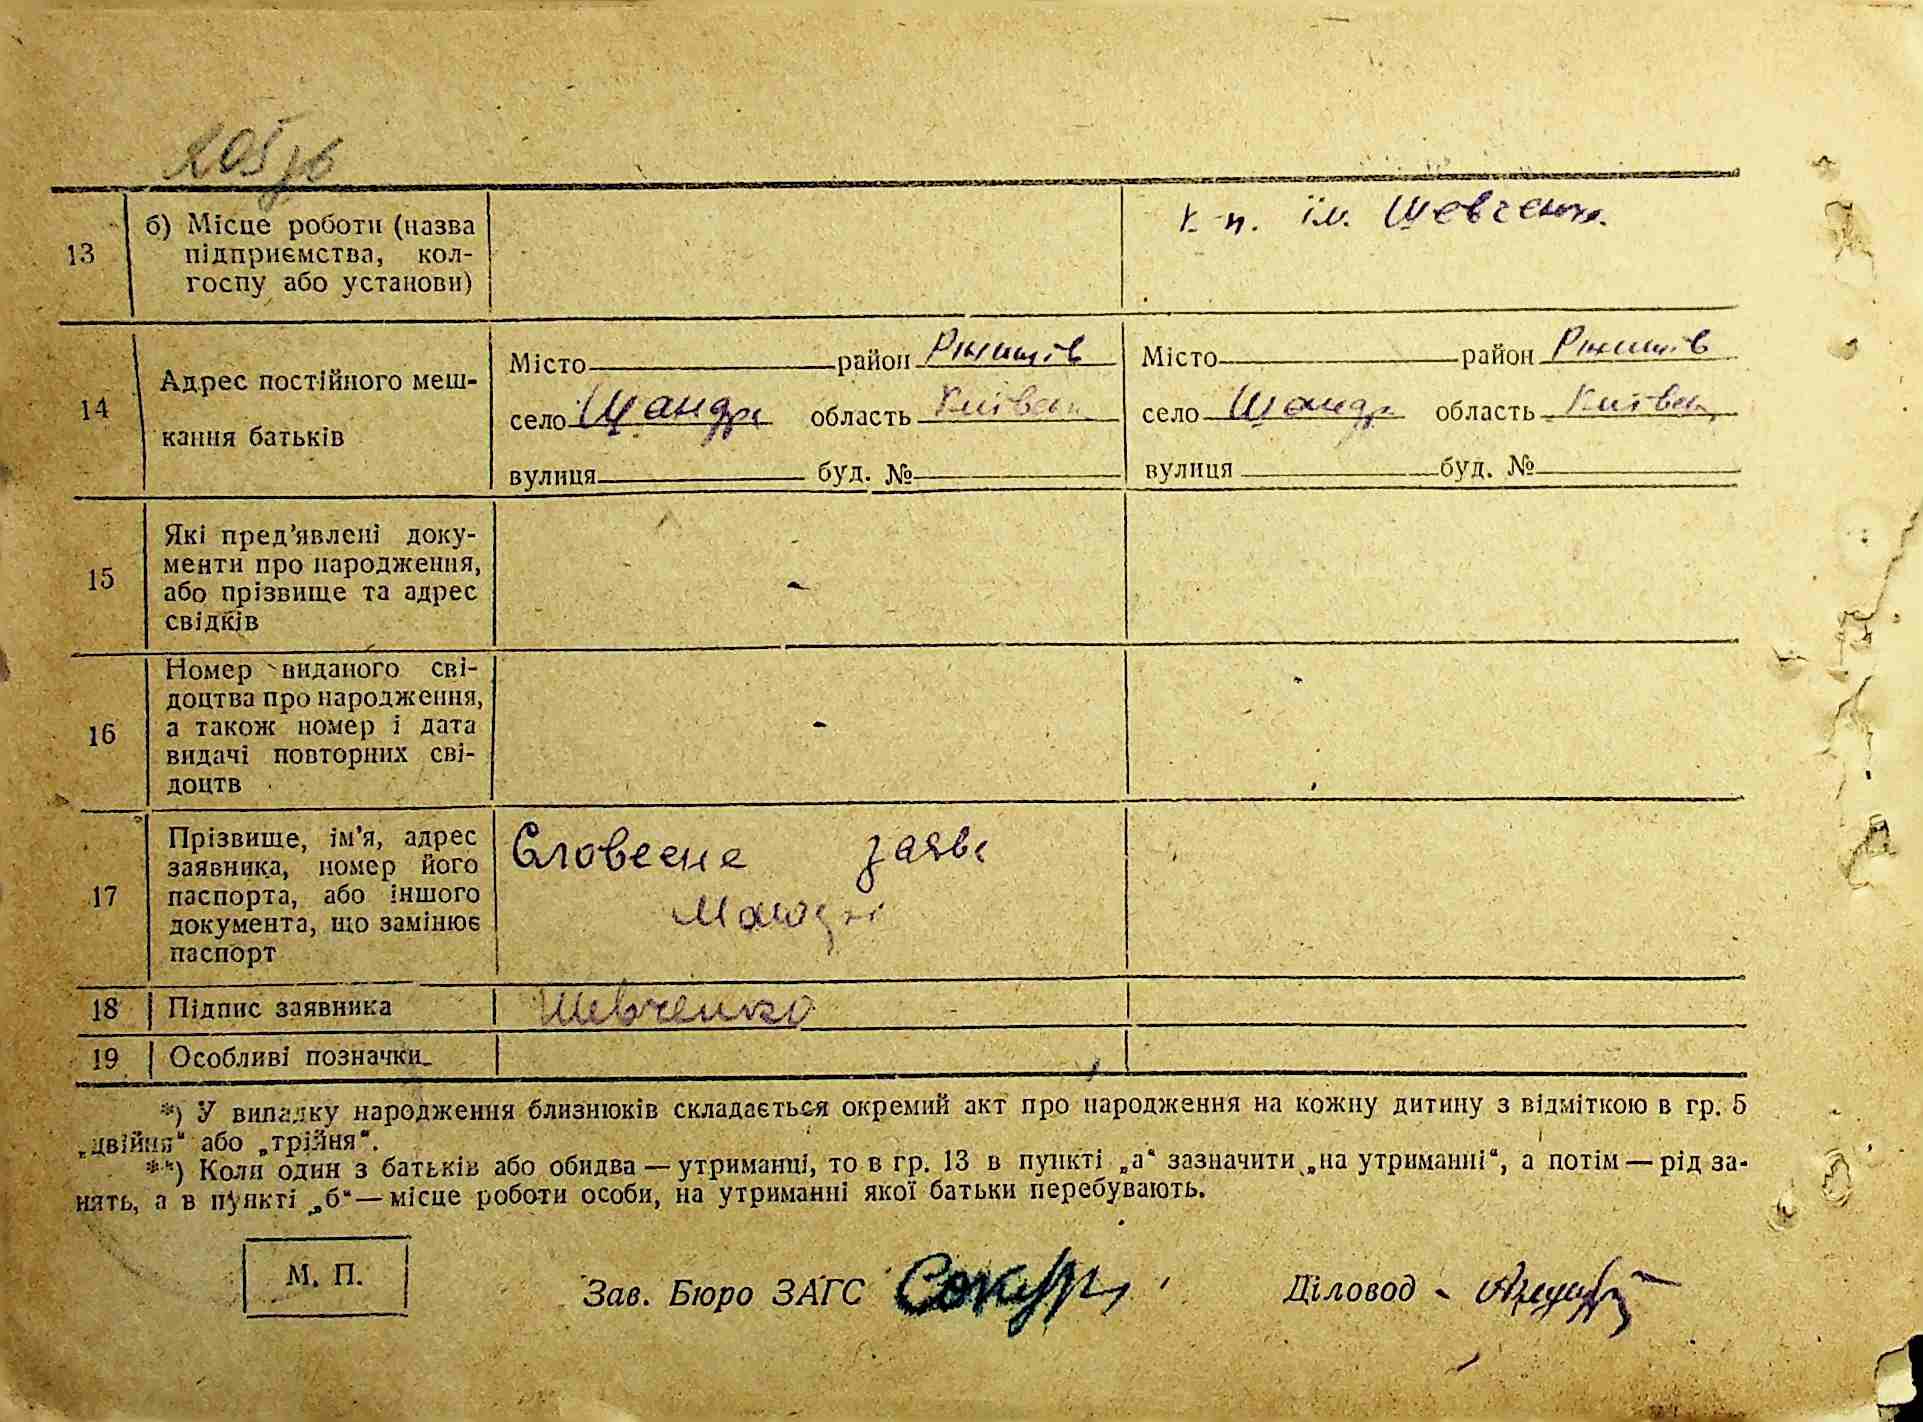 205зв
13
б) Місце роботи (назва
підприємства, кол-
госпу або установи)
к-п. ім. Шевченка.
14
Адрес постійного меш-
кання батьків
Місто район Ржищів
село Шандра область Київськ
вулиця буд. №
Місто район Ржищів
село Шандра область Київськ
вулиця буд. №
15
Які пред'явлені доку-
менти про народження,
або прізвище та адрес
свідків
16
Номер виданого сві-
доцтва про народження,
а також номер і дата
видачі повторних сві-
доцтв
17
Прізвище, ім'я, адрес
заявника, номер його
паспорта, або іншого
документа, що замінює
паспорт
Словесна заява
18
Підпис заявника
Шевченко
19
Особливі позначки
*) У випадку народження близнюків складається окремий акт про народження на кожну дитину з відміткою в гр. 5
„двійня“ або „трійня“.
**) Коли один з батьків або обидва — утриманці, то в гр. 13 в пункті „а“ зазначити „на утриманні“, а потім — рід за-
нять, а в пункті „б“ — місце роботи особи, на утриманні якої батьки перебувають.
М. П.
Зав. Бюро ЗАГС
Діловод